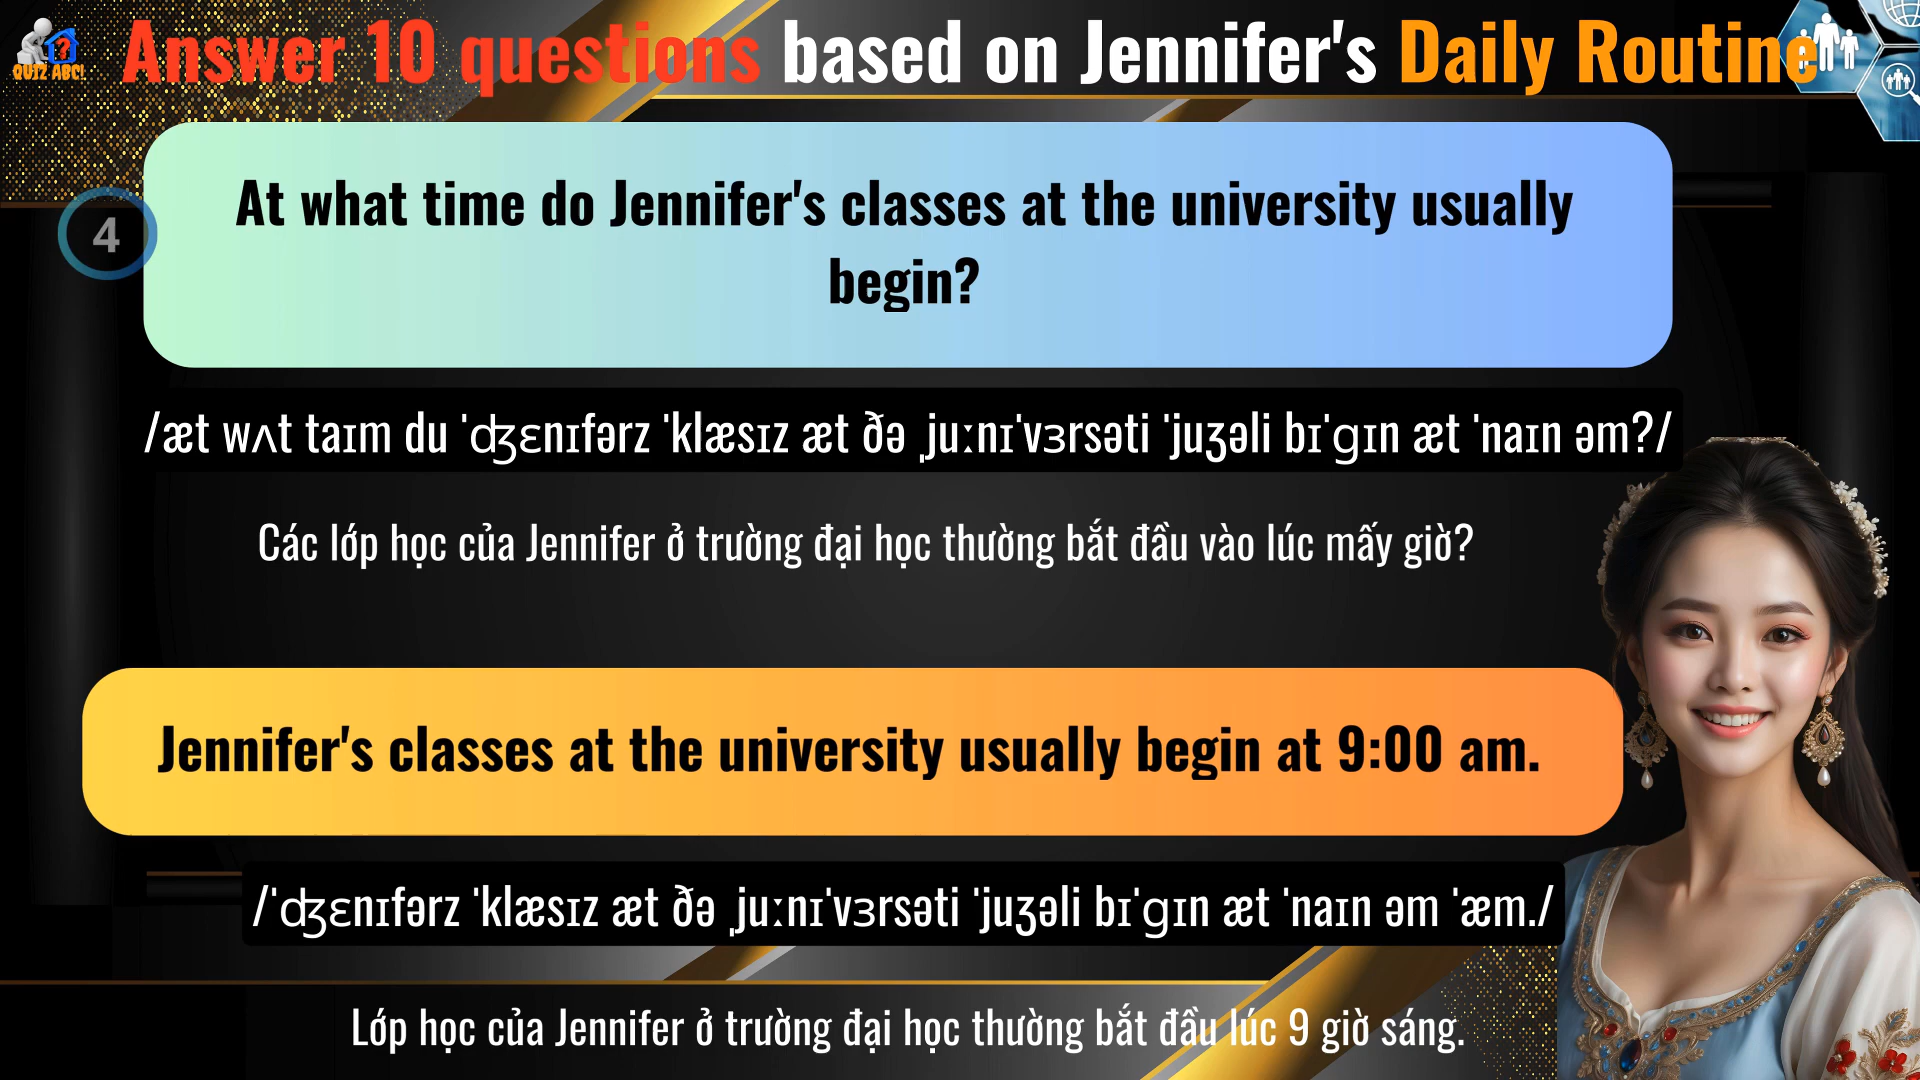 QUIZ ABC!
Answer 10 questions based on Jennifer's Daily Routine
4
At what time do Jennifer's classes at the university usually
begin?
/æt wʌt taɪm du ˈʤɛnɪfərz ˈklæsɪz æt ðə ˌjuːnɪˈvɜrsəti ˈjuʒəli bɪˈgɪn æt ˈnaɪn əm?/
Các lớp học của Jennifer ở trường đại học thường bắt đầu vào lúc mấy giờ?
Jennifer's classes at the university usually begin at 9:00 am.
/ˈʤɛnɪfərz ˈklæsɪz æt ðə ˌjuːnɪˈvɜrsəti ˈjuʒəli bɪˈgɪn æt ˈnaɪn əm ˈæm./
Lớp học của Jennifer ở trường đại học thường bắt đầu lúc 9 giờ sáng.